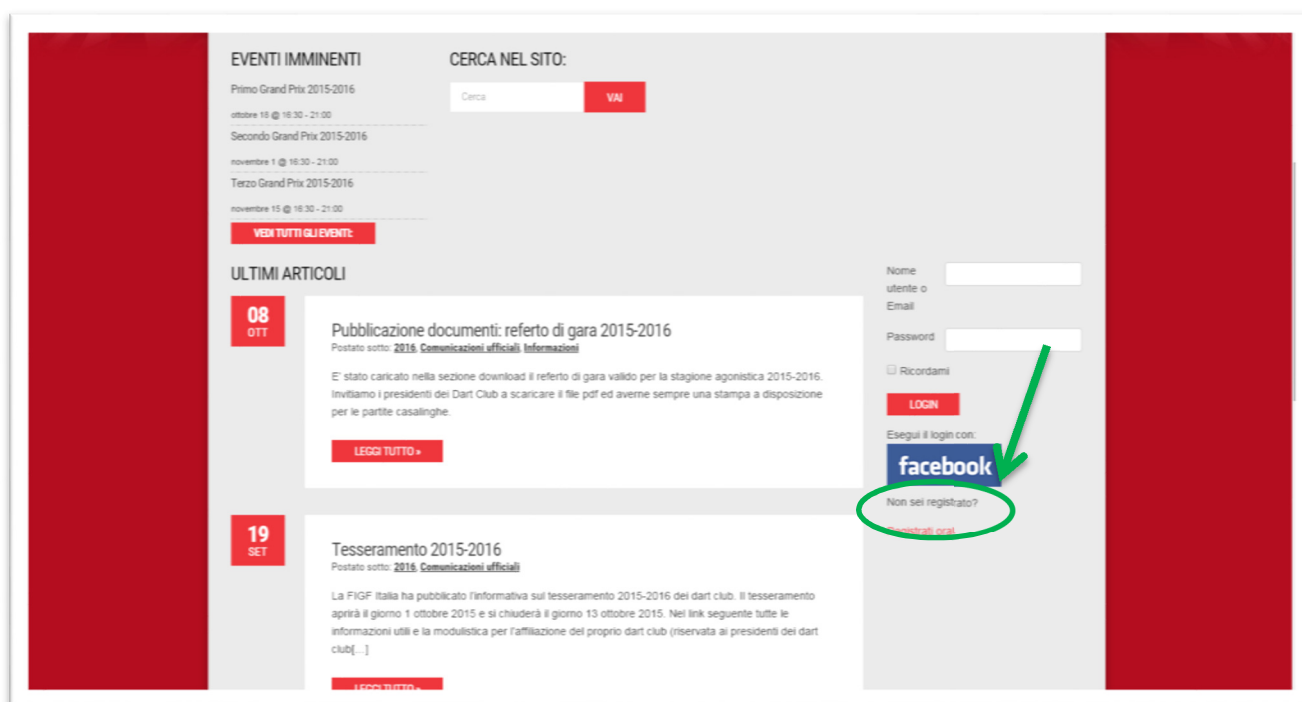 EVENTI IMMINENTI
Primo Grand Prix 2015-2016
ottobre 18 @ 16:30 - 21:00
Secondo Grand Prix 2015-2016
novembre 1 @ 16:30 - 21:00
Terzo Grand Prix 2015-2016
novembre 15 @ 16:30 - 21:00
VEDI TUTTI GLI EVENTI:
CERCA NEL SITO:
Cerca
VAI
ULTIMI ARTICOLI
08
OTT
Pubblicazione documenti: referto di gara 2015-2016
Postato sotto: 2016, Comunicazioni ufficiali, Informazioni
E' stato caricato nella sezione download il referto di gara valido per la stagione agonistica 2015-2016.
Invitiamo i presidenti dei Dart Club a scaricare il file pdf ed averne sempre una stampa a disposizione
per le partite casalinghe.
LEGGI TUTTO »
19
SET
Tesseramento 2015-2016
Postato sotto: 2016, Comunicazioni ufficiali
La FIGF Italia ha pubblicato l'informativa sul tesseramento 2015-2016 dei dart club. Il tesseramento
aprirà il giorno 1 ottobre 2015 e si chiuderà il giorno 13 ottobre 2015. Nel link seguente tutte le
informazioni utili e la modulistica per l'affiliazione del proprio dart club (riservata ai presidenti dei dart
club[...]
LEGGI TUTTO »
Nome
utente o
Email
Password
Ricordami
LOGIN
Esegui il login con:
facebook
Non sei registrato?
Registrati ora!